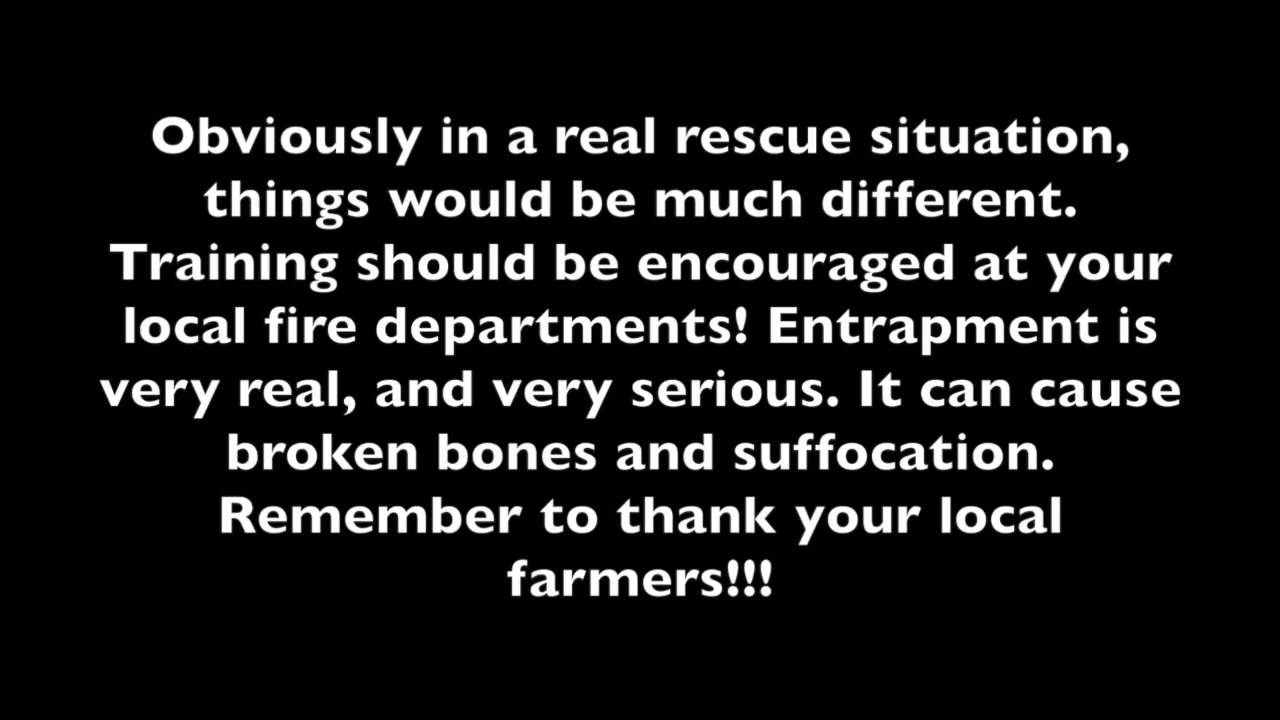 Obviously in a real rescue situation,
things would be much different.
Training should be encouraged at your
local fire departments! Entrapment is
very real, and very serious. It can cause
broken bones and suffocation.
Remember to thank your local
farmers!!!